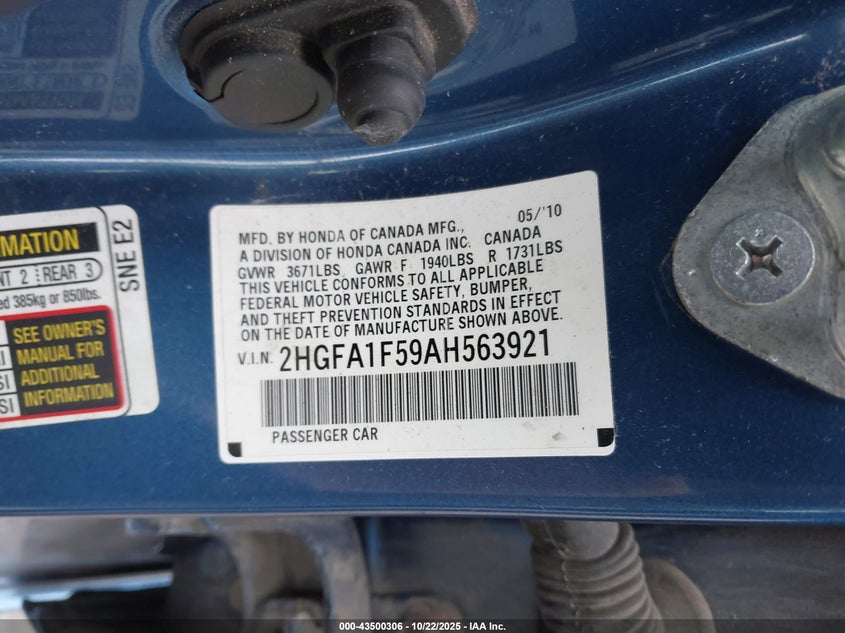 05/'10
MFD. BY HONDA OF CANADA MFG.,
A DIVISION OF HONDA CANADA INC. CANADA
GVWR 3671LBS GAWR F 1940LBS R 1731LBS
THIS VEHICLE CONFORMS TO ALL APPLICABLE
FEDERAL MOTOR VEHICLE SAFETY, BUMPER,
AND THEFT PREVENTION STANDARDS IN EFFECT
ON THE DATE OF MANUFACTURE SHOWN ABOVE.
V.I.N. 2HGFA1F59AH563921
PASSENGER CAR
2 REAR 3
385kg or 850lbs.
SEE OWNER'S
MANUAL FOR
ADDITIONAL
INFORMATION
SNE E2
000-43500306 - 10/22/2025 - IAA Inc.